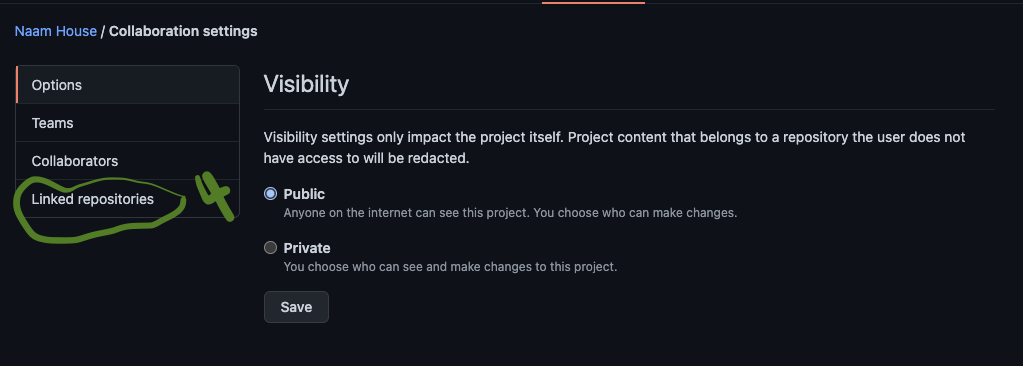 Naam House / Collaboration settings
Options
Teams
Collaborators
Linked repositories
4
Visibility
Visibility settings only impact the project itself. Project content that belongs to a repository the user does not
have access to will be redacted.
Public
Anyone on the internet can see this project. You choose who can make changes.
Private
You choose who can see and make changes to this project.
Save